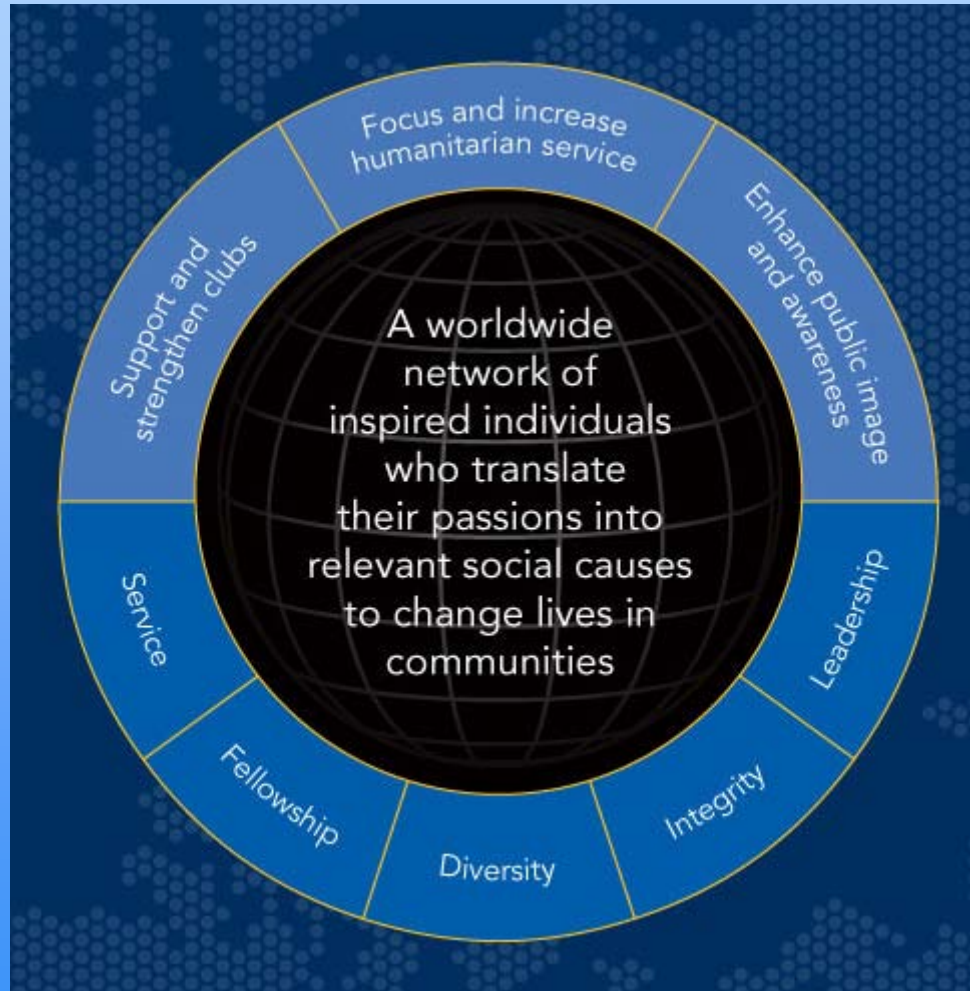 Focus and increase
humanitarian service
Support and
strengthen clubs
Enhance public image
and awareness
A worldwide
network of
inspired individuals
who translate
their passions into
relevant social causes
to change lives in
communities
Service
Fellowship
Diversity
Integrity
Leadership